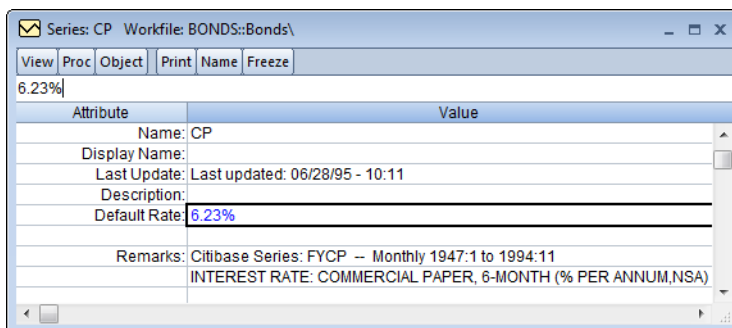 Series: CP Workfile: BONDS::Bonds\
View Proc Object Print Name Freeze
6.23%
Attribute Value
Name: CP
Display Name:
Last Update: Last updated: 06/28/95 - 10:11
Description:
Default Rate: 6.23%
Remarks: Citibase Series: FYCP -- Monthly 1947:1 to 1994:11
INTEREST RATE: COMMERCIAL PAPER, 6-MONTH (% PER ANNUM,NSA)